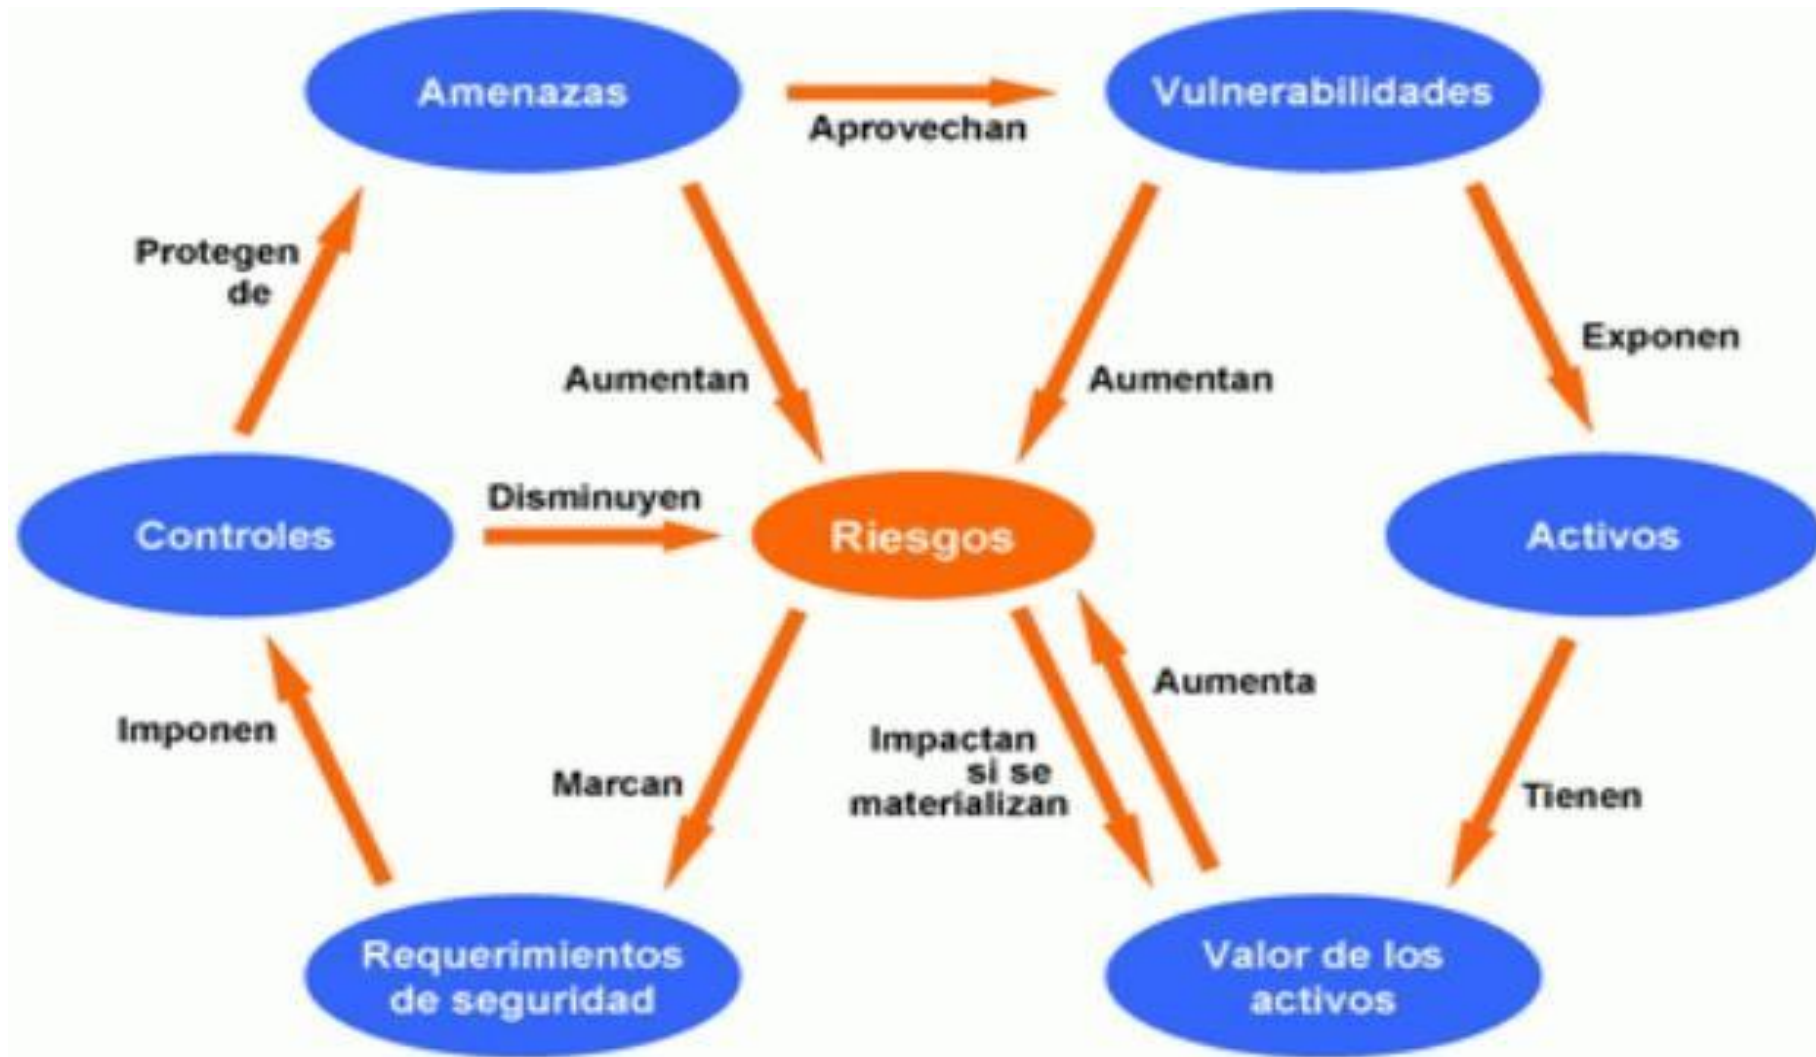 Amenazas
Vulnerabilidades
Aprovechan
Protegen
de
Exponen
Aumentan
Aumentan
Disminuyen
Controles
Riesgos
Activos
Aumenta
Imponen
Impactan
si se
materializan
Marcan
Tienen
Requerimientos
de seguridad
Valor de los
activos